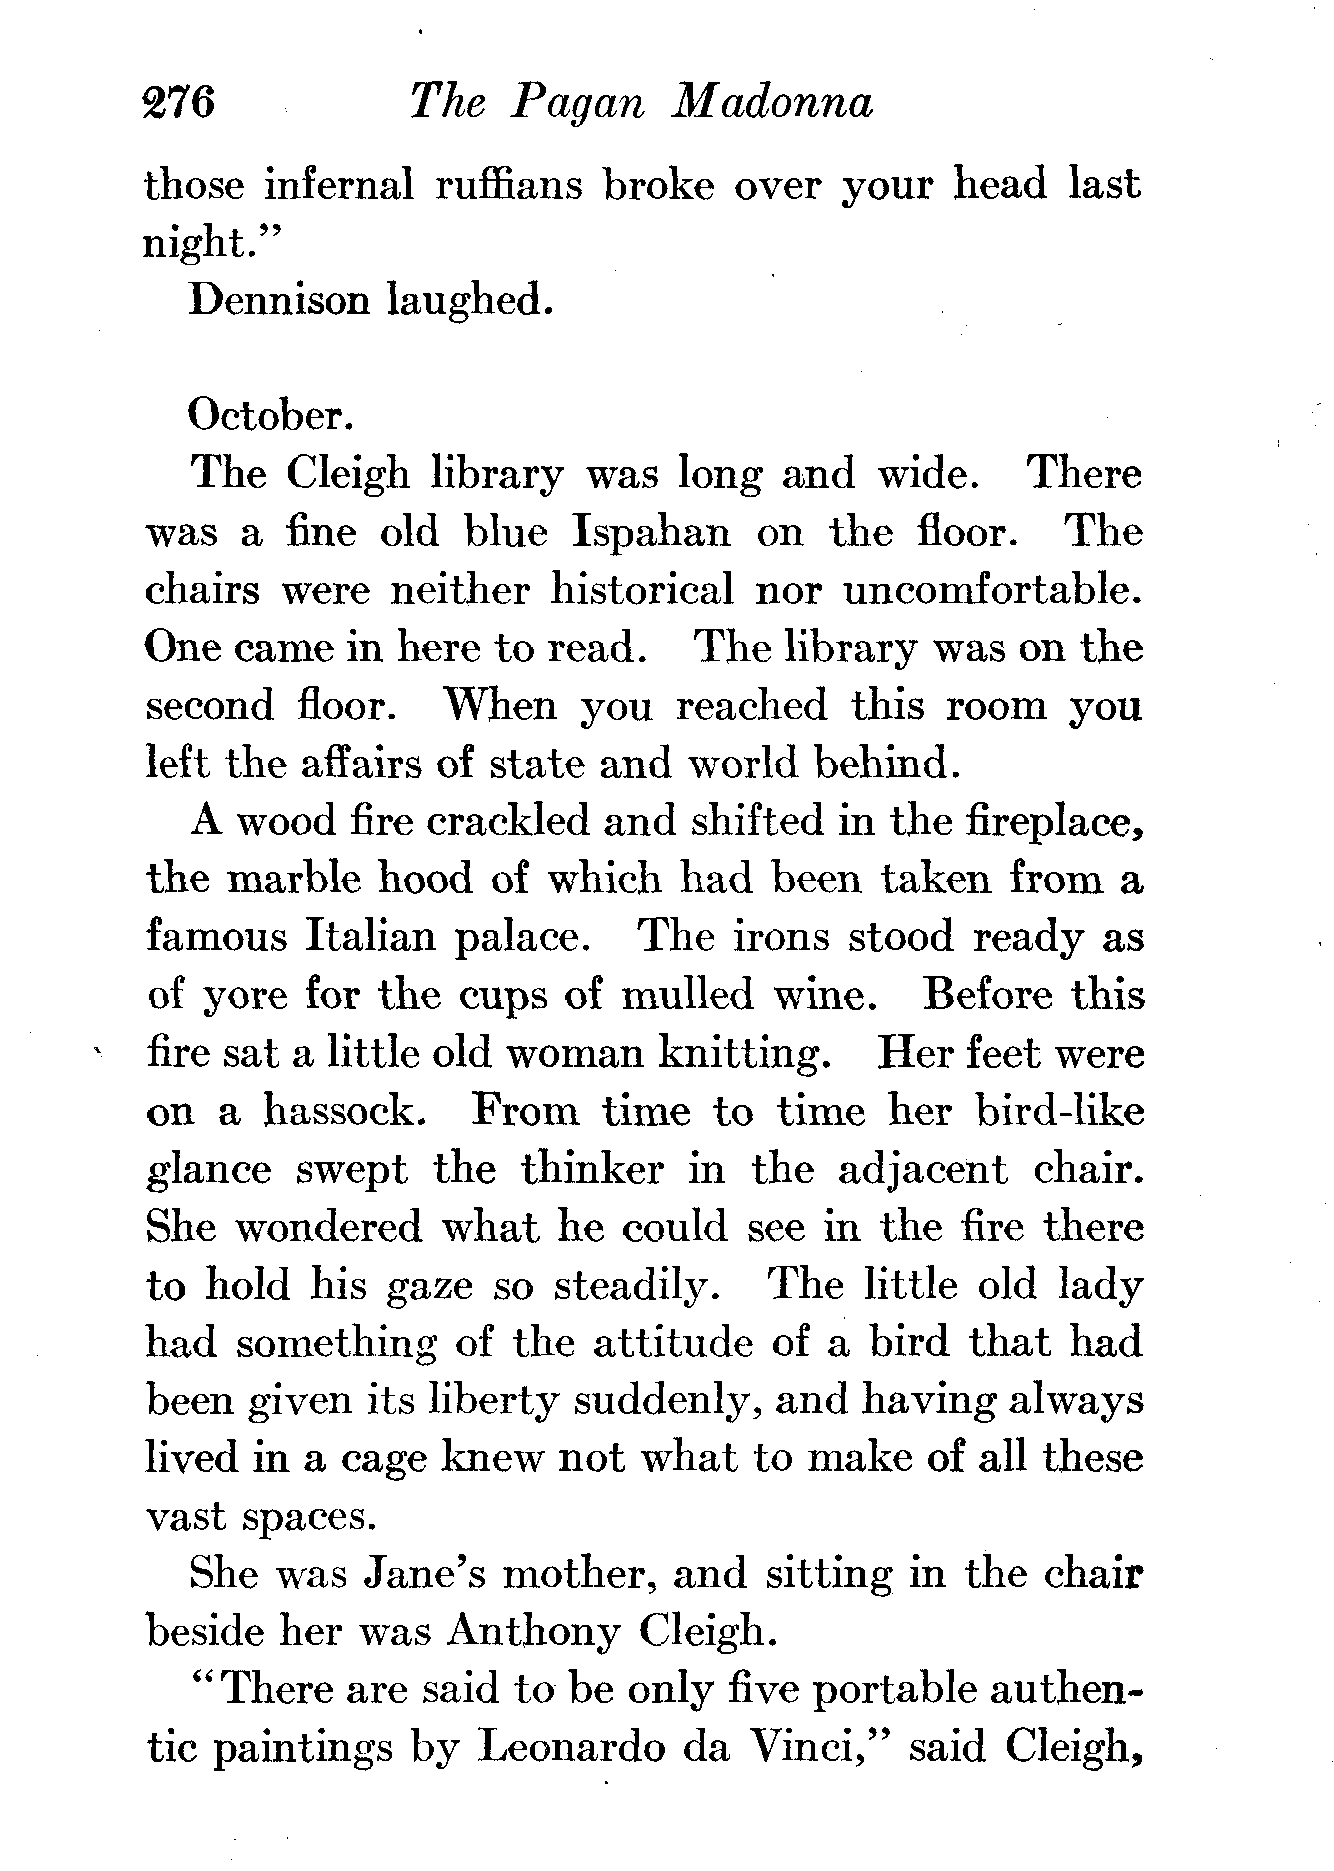 276 The Pagan Madonna
those infernal ruffians broke over your head last
night."
Dennison laughed.
October.
The Cleigh library was long and wide. There
was a fine old blue Ispahan on the floor. The
chairs were neither historical nor uncomfortable.
One came in here to read. The library was on the
second floor. When you reached this room you
left the affairs of state and world behind.
A wood fire crackled and shifted in the fireplace,
the marble hood of which had been taken from a
famous Italian palace. The irons stood ready as
of yore for the cups of mulled wine. Before this
fire sat a little old woman knitting. Her feet were
on a hassock. From time to time her bird-like
glance swept the thinker in the adjacent chair.
She wondered what he could see in the fire there
to hold his gaze so steadily. The little old lady
had something of the attitude of a bird that had
been given its liberty suddenly, and having always
lived in a cage knew not what to make of all these
vast spaces.
She was Jane's mother, and sitting in the chair
beside her was Anthony Cleigh.
"There are said to be only five portable authen-
tic paintings by Leonardo da Vinci," said Cleigh,